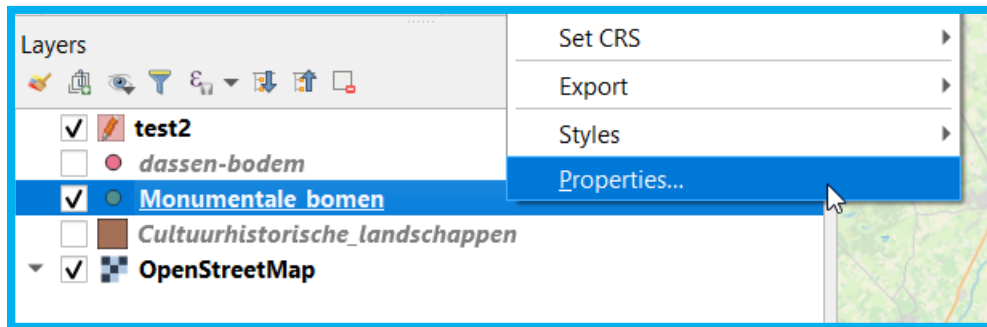 Layers
test2
dassen-bodem
Monumentale_bomen
Cultuurhistorische_landschappen
OpenStreetMap
Set CRS
Export
Styles
Properties...